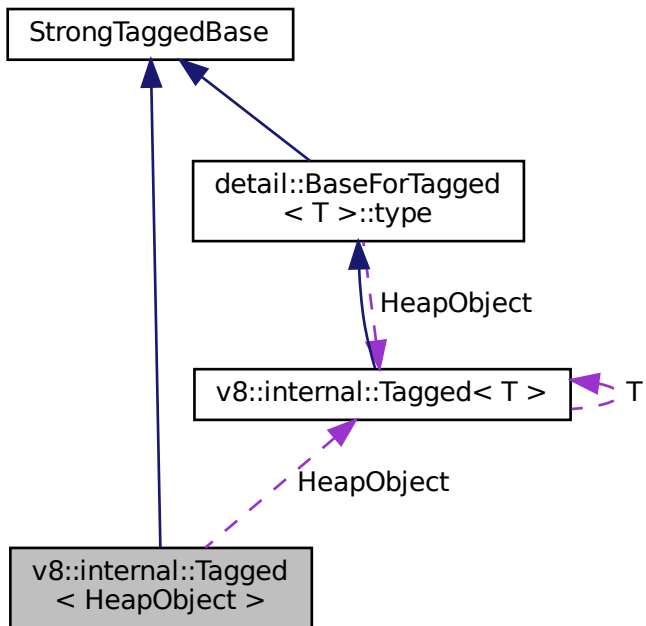 StrongTaggedBase
detail::BaseForTagged
< T >::type
HeapObject
v8::internal::Tagged< T >
T
HeapObject
v8::internal::Tagged
< HeapObject >